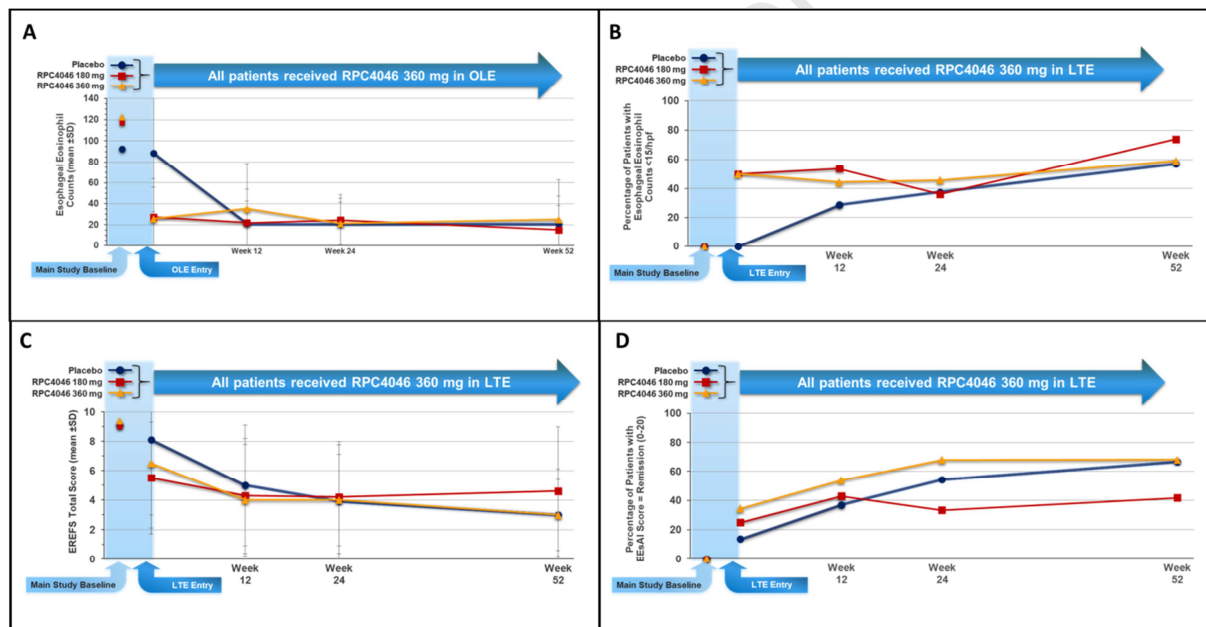 A
Placebo
RPC4046 180 mg
RPC4046 360 mg
All patients received RPC4046 360 mg in OLE
Esophageal Eosinophil
Counts (mean ±SD)
140
120
100
80
60
40
20
0
Week 12
Week 24
Week 52
Main Study Baseline
OLE Entry
B
Placebo
RPC4046 180 mg
RPC4046 360 mg
All patients received RPC4046 360 mg in LTE
Percentage of Patients with
Esophageal Eosinophil
Counts <15/hpf
100
80
60
40
20
0
Week
12
Week
24
Week
52
Main Study Baseline
LTE Entry
C
Placebo
RPC4046 180 mg
RPC4046 360 mg
All patients received RPC4046 360 mg in LTE
EREFS Total Score (mean ±SD)
10
8
6
4
2
0
Week
12
Week
24
Week
52
Main Study Baseline
LTE Entry
D
Placebo
RPC4046 180 mg
RPC4046 360 mg
All patients received RPC4046 360 mg in LTE
Percentage of Patients with
EEsAI Score = Remission (0-20)
100
80
60
40
20
0
Week
12
Week
24
Week
52
Main Study Baseline
LTE Entry